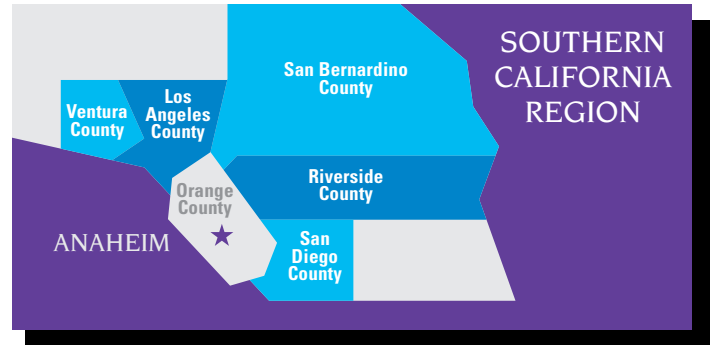 SOUTHERN
CALIFORNIA
REGION
San Bernardino
County
Los
Angeles
County
Ventura
County
Riverside
County
Orange
County
ANAHEIM
San
Diego
County